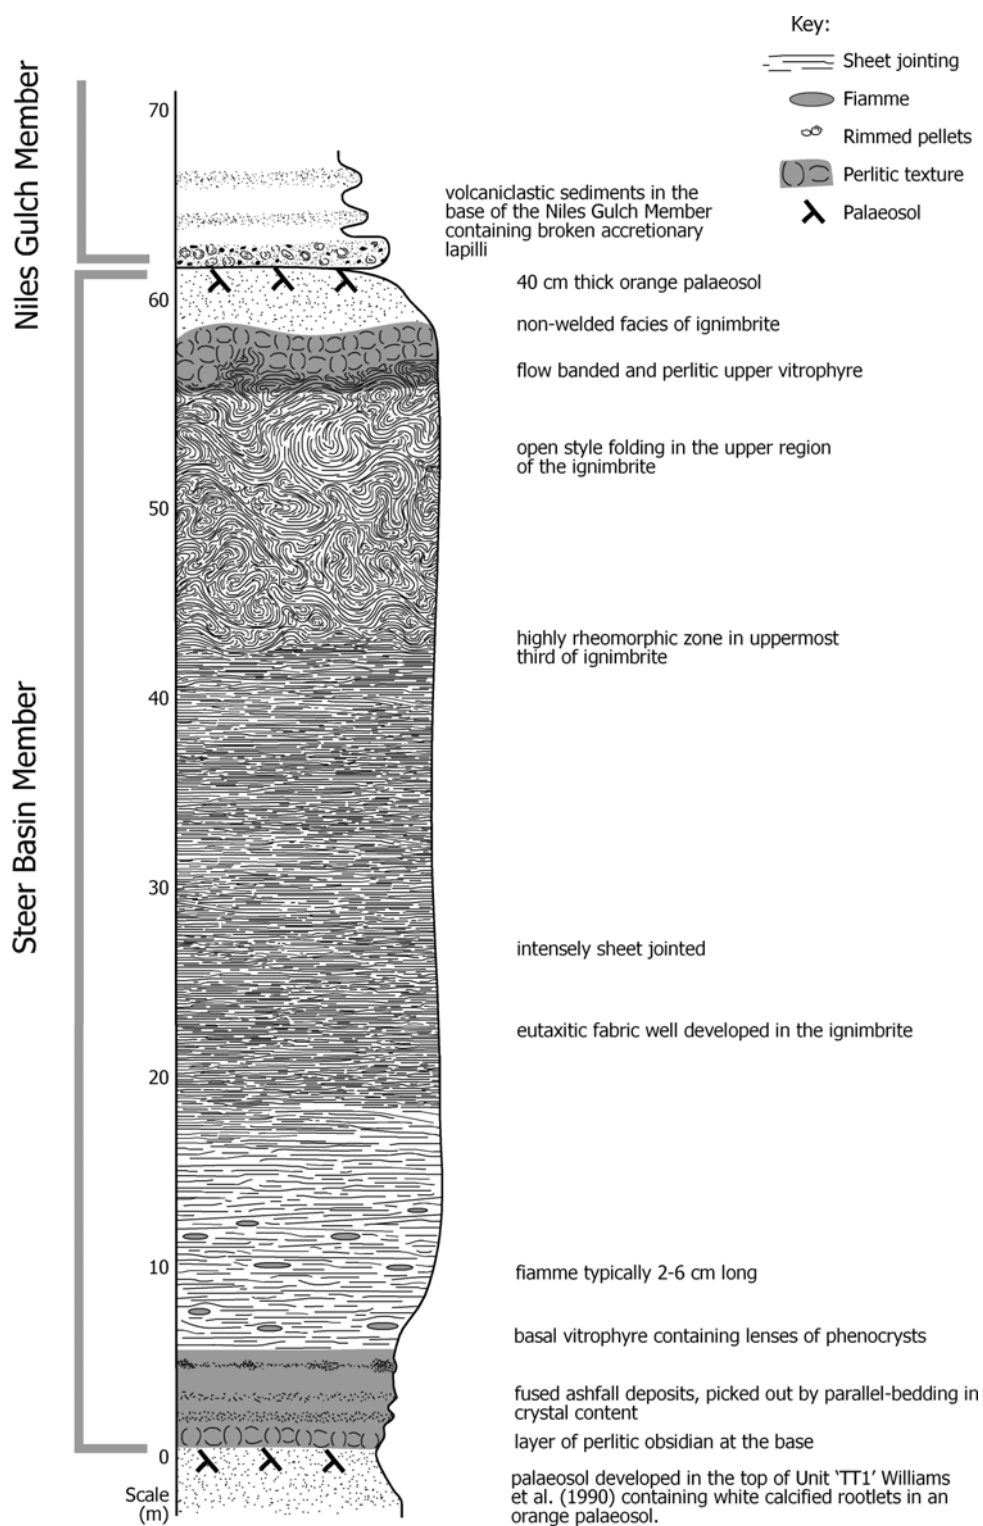 Key:
Sheet jointing
Fiamme
Rimmed pellets
Perlitic texture
Palaeosol
Niles Gulch Member
Steer Basin Member
70
60
50
40
30
20
10
0
Scale
(m)
volcaniclastic sediments in the
base of the Niles Gulch Member
containing broken accretionary
lapilli
40 cm thick orange palaeosol
non-welded facies of ignimbrite
flow banded and perlitic upper vitrophyre
open style folding in the upper region
of the ignimbrite
highly rheomorphic zone in uppermost
third of ignimbrite
intensely sheet jointed
eutaxitic fabric well developed in the ignimbrite
fiamme typically 2-6 cm long
basal vitrophyre containing lenses of phenocrysts
fused ashfall deposits, picked out by parallel-bedding in
crystal content
layer of perlitic obsidian at the base
palaeosol developed in the top of Unit ‘TT1’ Williams
et al. (1990) containing white calcified rootlets in an
orange palaeosol.